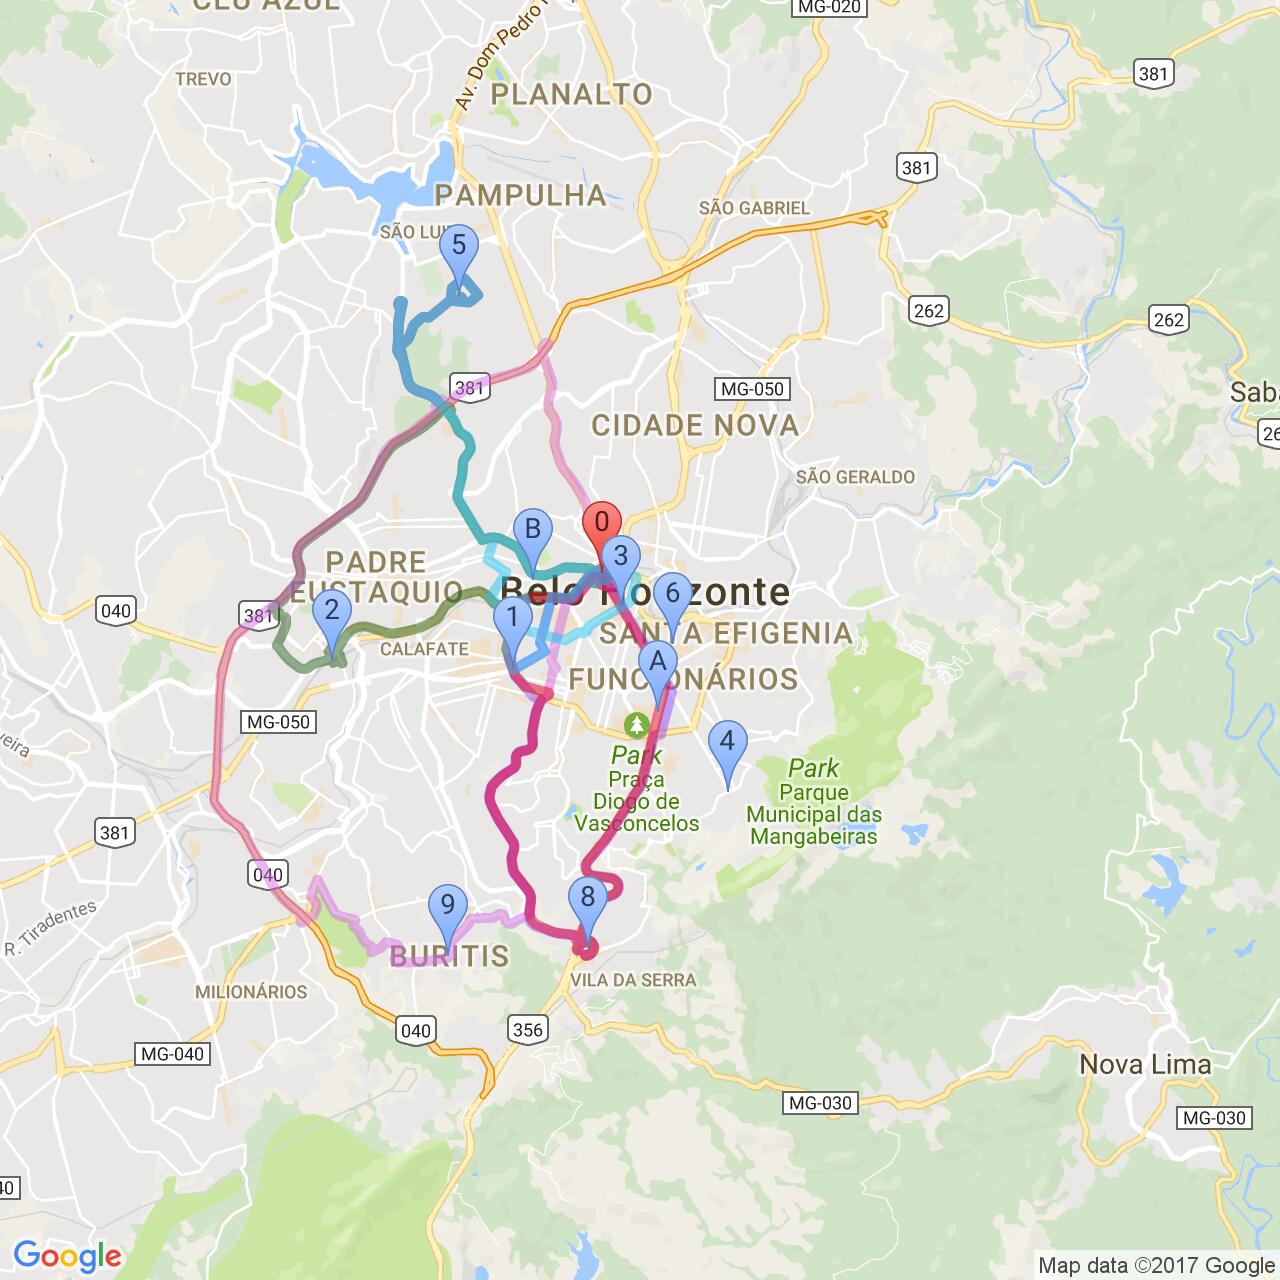 CÉU AZUL
MG-020
TREVO
Av. Dom Pedro
PLANALTO
381
381
PAMPULHA
SÃO GABRIEL
SÃO LUI
5
262
262
381
MG-050
CIDADE NOVA
SÃO GERALDO
0
B
3
PADRE
EUSTAQUIO
Belo Horizonte
6
040
381
2
1
SANTA EFIGENIA
CALAFATE
A
FUNCIONÁRIOS
MG-050
4
Park
Praça
Diogo de
Vasconcelos
Park
Parque
Municipal das
Mangabeiras
381
040
8
9
R. Tiradentes
BURITIS
VILA DA SERRA
MILIONÁRIOS
040
356
MG-040
Nova Lima
MG-030
MG-030
Google
Map data ©2017 Google